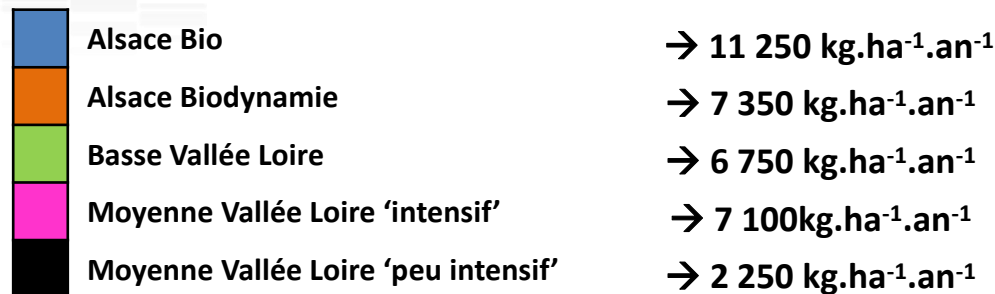 Alsace Bio → 11 250 kg.ha⁻¹.an⁻¹
Alsace Biodynamie → 7 350 kg.ha⁻¹.an⁻¹
Basse Vallée Loire → 6 750 kg.ha⁻¹.an⁻¹
Moyenne Vallée Loire ‘intensif’ → 7 100kg.ha⁻¹.an⁻¹
Moyenne Vallée Loire ‘peu intensif’ → 2 250 kg.ha⁻¹.an⁻¹